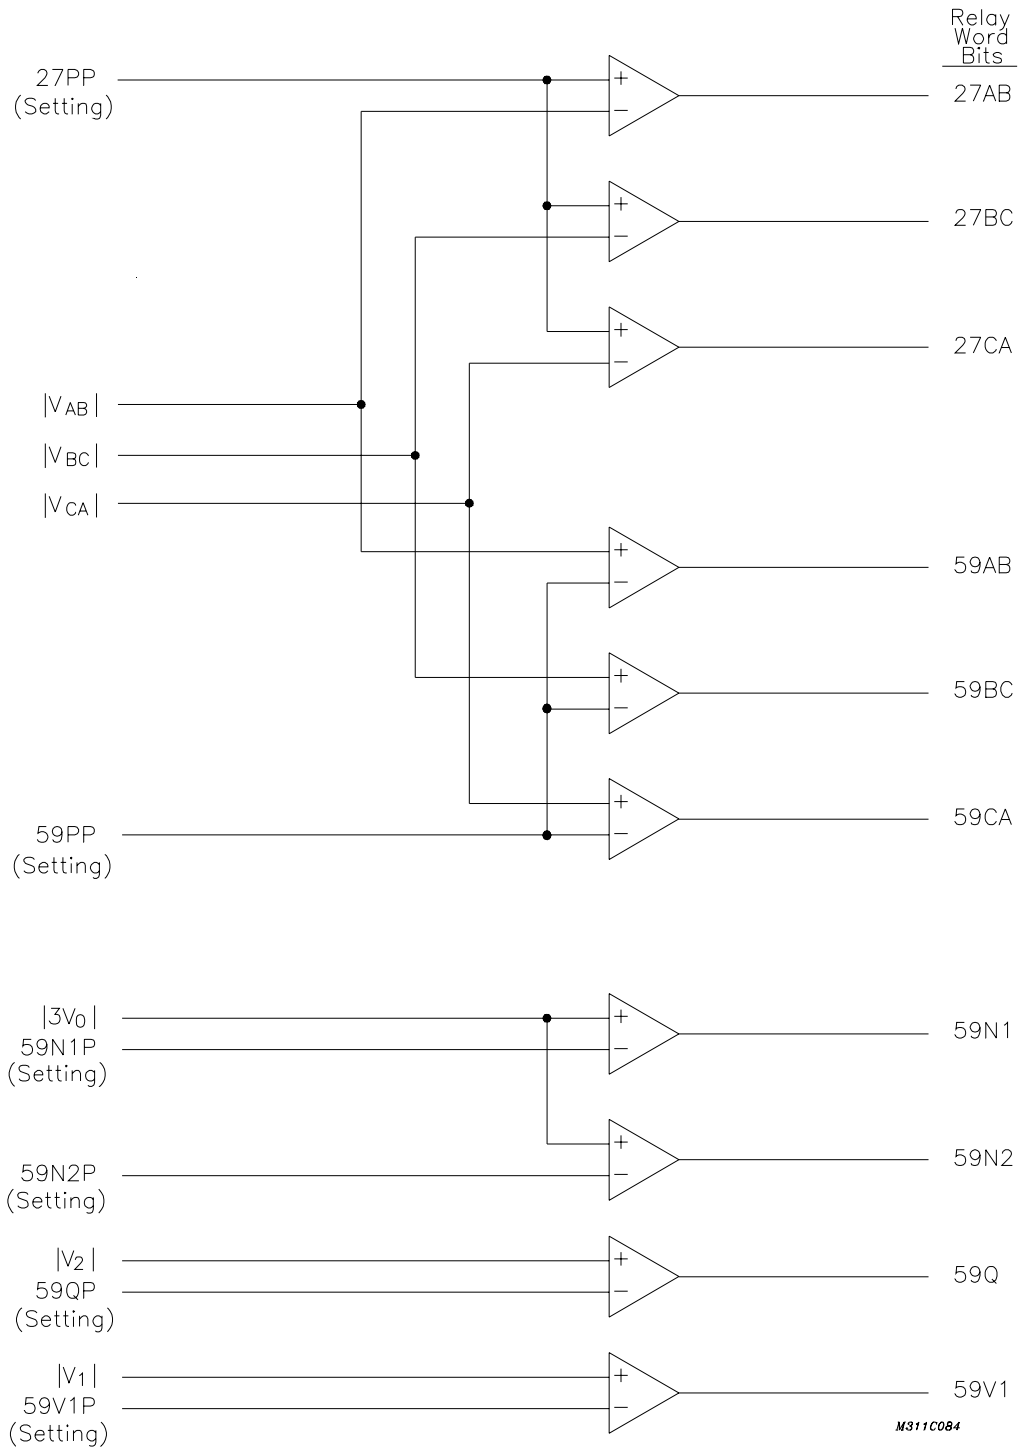 Relay
Word
Bits
27PP
(Setting)
+
−
27AB
+
−
27BC
+
−
27CA
|VAB|
|VBC|
|VCA|
+
−
59AB
+
−
59BC
+
−
59CA
59PP
(Setting)
|3V0|
59N1P
(Setting)
+
−
59N1
59N2P
(Setting)
+
−
59N2
|V2|
59QP
(Setting)
+
−
59Q
|V1|
59V1P
(Setting)
+
−
59V1
M311C084